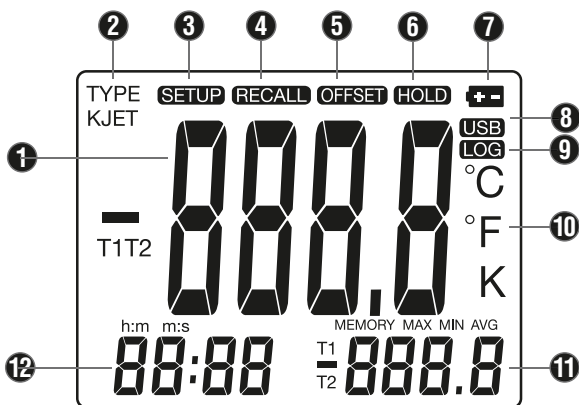 2 3 4 5 6 7
TYPE SETUP RECALL OFFSET HOLD + -
KJET
USB 8
1 LOG 9
°C
888.8
T1T2 °F 10
K
h:m m:s MEMORY MAX MIN AVG
12 88:88 T1 T2 888.8 11